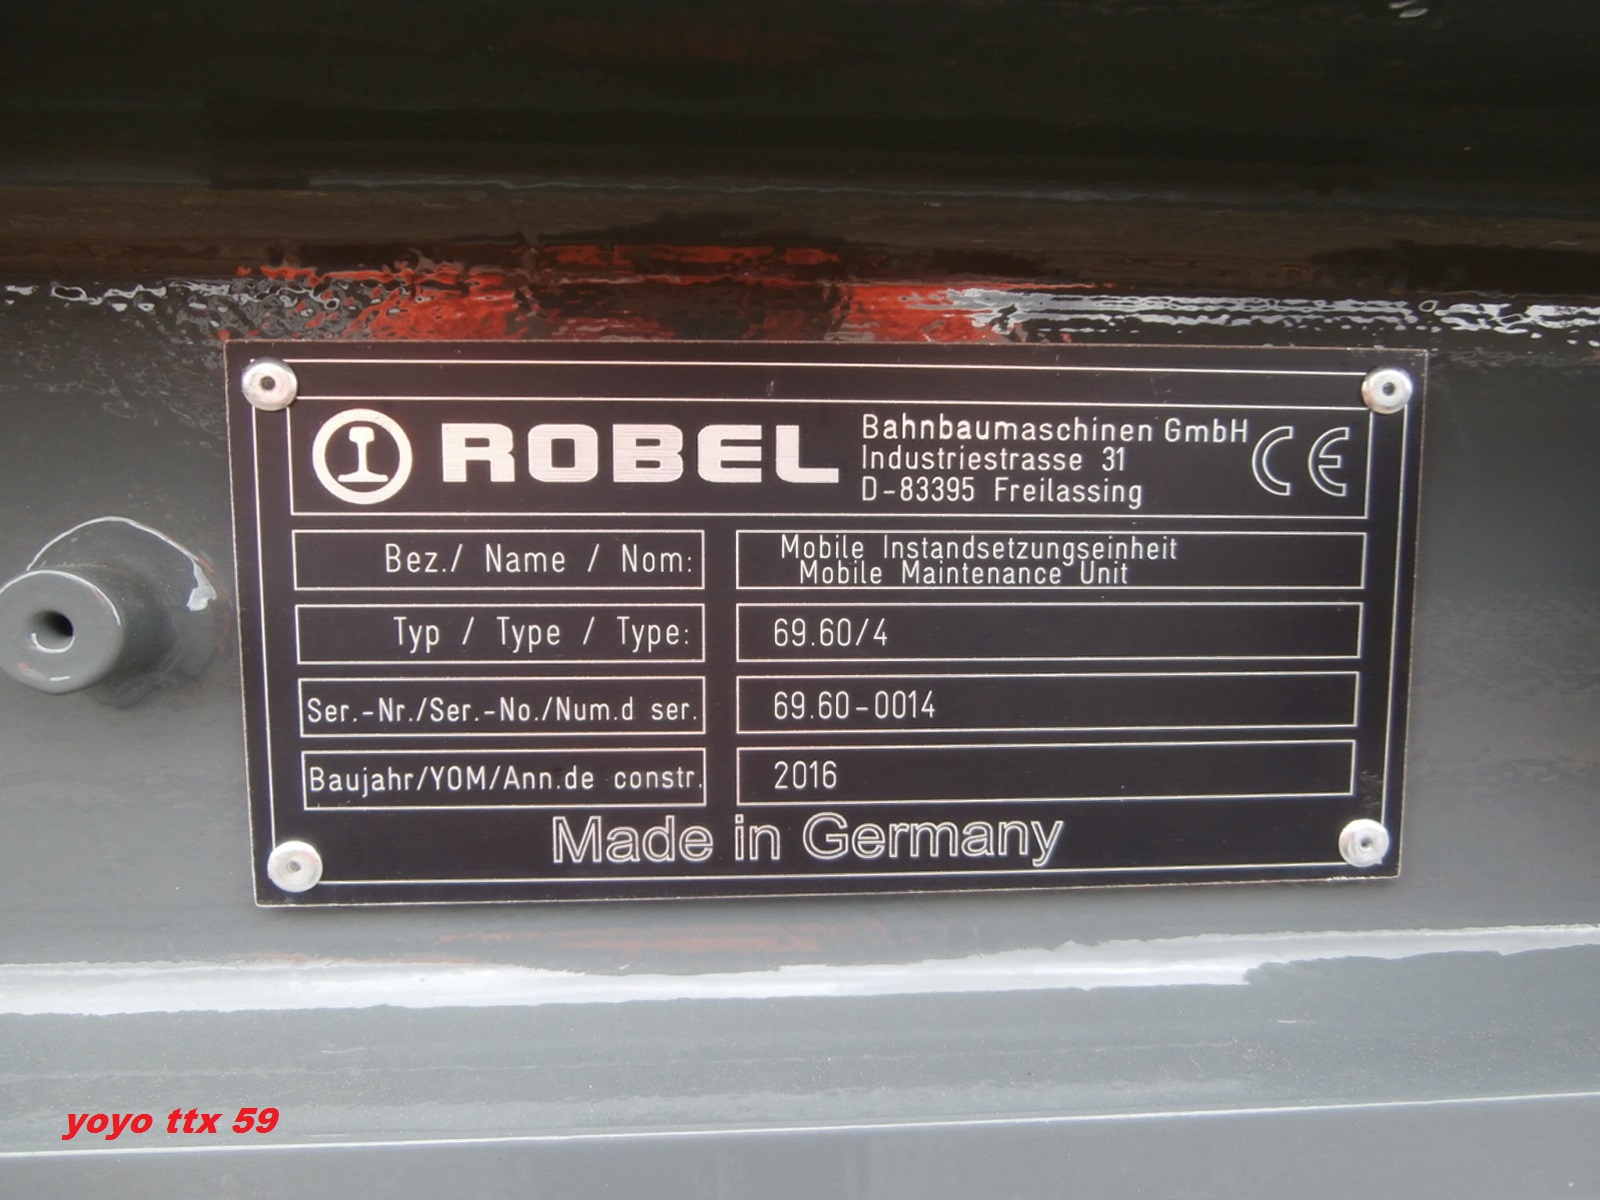 ROBEL
Bahnbaumaschinen GmbH
Industriestrasse 31
D-83395 Freilassing
CE
Bez./ Name / Nom:
Mobile Instandsetzungseinheit
Mobile Maintenance Unit
Typ / Type / Type:
69.60/4
Ser.-Nr./Ser.-No./Num.d ser.
69.60-0014
Baujahr/YOM/Ann.de constr.
2016
Made in Germany
yoyo ttx 59